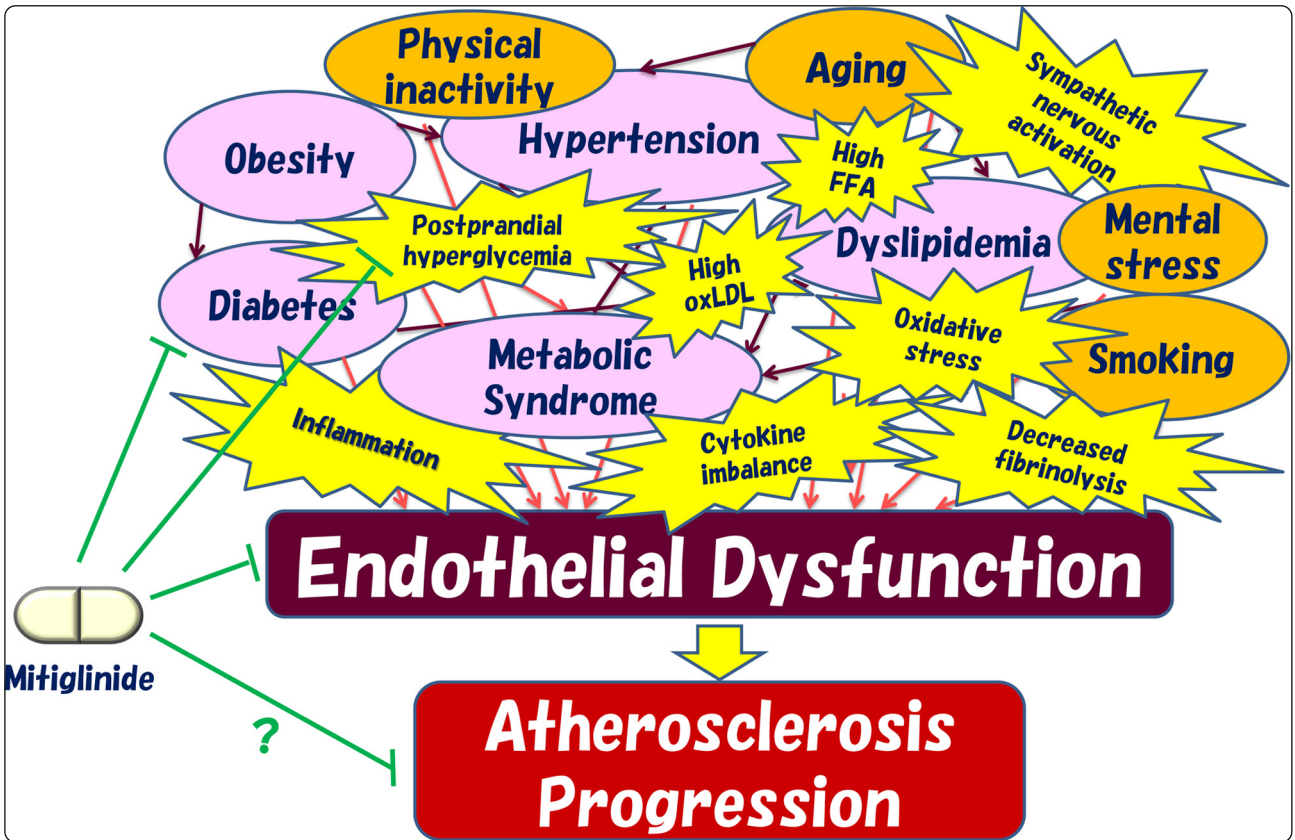 Physical
inactivity
Aging
Sympathetic
nervous
activation
Obesity
Hypertension
High
FFA
Postprandial
hyperglycemia
High
oxLDL
Dyslipidemia
Mental
stress
Diabetes
Metabolic
Syndrome
Oxidative
stress
Smoking
Inflammation
Cytokine
imbalance
Decreased
fibrinolysis
Endothelial Dysfunction
Mitiglinide
?
Atherosclerosis
Progression